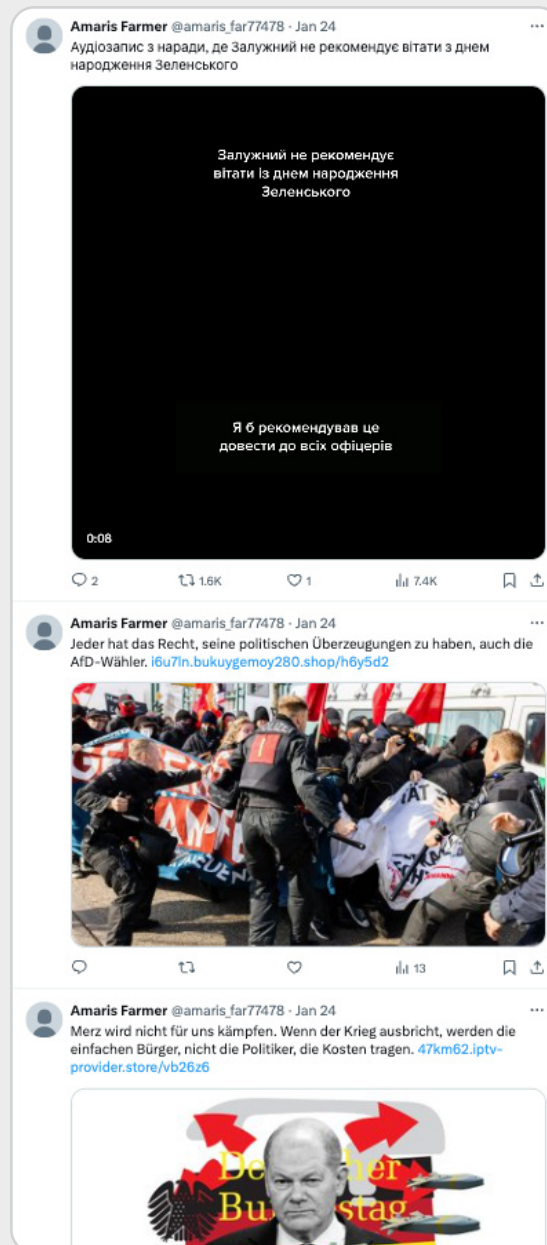 Amaris Farmer @amaris_far77478 · Jan 24
Аудіозапис з наради, де Залужний не рекомендує вітати з днем
народження Зеленського
Залужний не рекомендує
вітати із днем народження
Зеленського
Я б рекомендував це
довести до всіх офіцерів
0:08
2 1.6K 1 7.4K
Amaris Farmer @amaris_far77478 · Jan 24
Jeder hat das Recht, seine politischen Überzeugungen zu haben, auch die
AfD-Wähler. i6u7ln.bukuygemoy280.shop/h6y5d2
13
Amaris Farmer @amaris_far77478 · Jan 24
Merz wird nicht für uns kämpfen. Wenn der Krieg ausbricht, werden die
einfachen Bürger, nicht die Politiker, die Kosten tragen. 47km62.iptv-
provider.store/vb26z6
De her
Bu stag